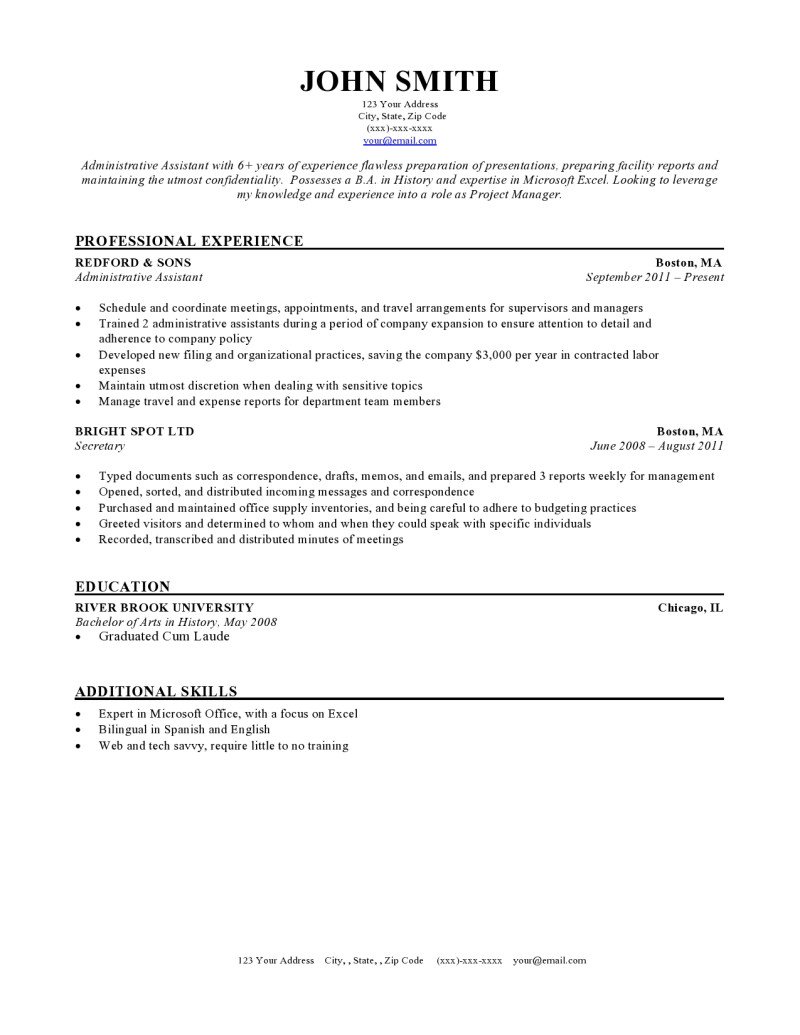 JOHN SMITH
123 Your Address
City, State, Zip Code
(xxx)-xxx-xxxx
your@email.com
Administrative Assistant with 6+ years of experience flawless preparation of presentations, preparing facility reports and
maintaining the utmost confidentiality. Possesses a B.A. in History and expertise in Microsoft Excel. Looking to leverage
my knowledge and experience into a role as Project Manager.
PROFESSIONAL EXPERIENCE
REDFORD & SONS Boston, MA
Administrative Assistant September 2011 – Present
• Schedule and coordinate meetings, appointments, and travel arrangements for supervisors and managers
• Trained 2 administrative assistants during a period of company expansion to ensure attention to detail and
adherence to company policy
• Developed new filing and organizational practices, saving the company $3,000 per year in contracted labor
expenses
• Maintain utmost discretion when dealing with sensitive topics
• Manage travel and expense reports for department team members
BRIGHT SPOT LTD Boston, MA
Secretary June 2008 – August 2011
• Typed documents such as correspondence, drafts, memos, and emails, and prepared 3 reports weekly for management
• Opened, sorted, and distributed incoming messages and correspondence
• Purchased and maintained office supply inventories, and being careful to adhere to budgeting practices
• Greeted visitors and determined to whom and when they could speak with specific individuals
• Recorded, transcribed and distributed minutes of meetings
EDUCATION
RIVER BROOK UNIVERSITY Chicago, IL
Bachelor of Arts in History, May 2008
• Graduated Cum Laude
ADDITIONAL SKILLS
• Expert in Microsoft Office, with a focus on Excel
• Bilingual in Spanish and English
• Web and tech savvy, require little to no training
123 Your Address City, , State, , Zip Code (xxx)-xxx-xxxx your@email.com